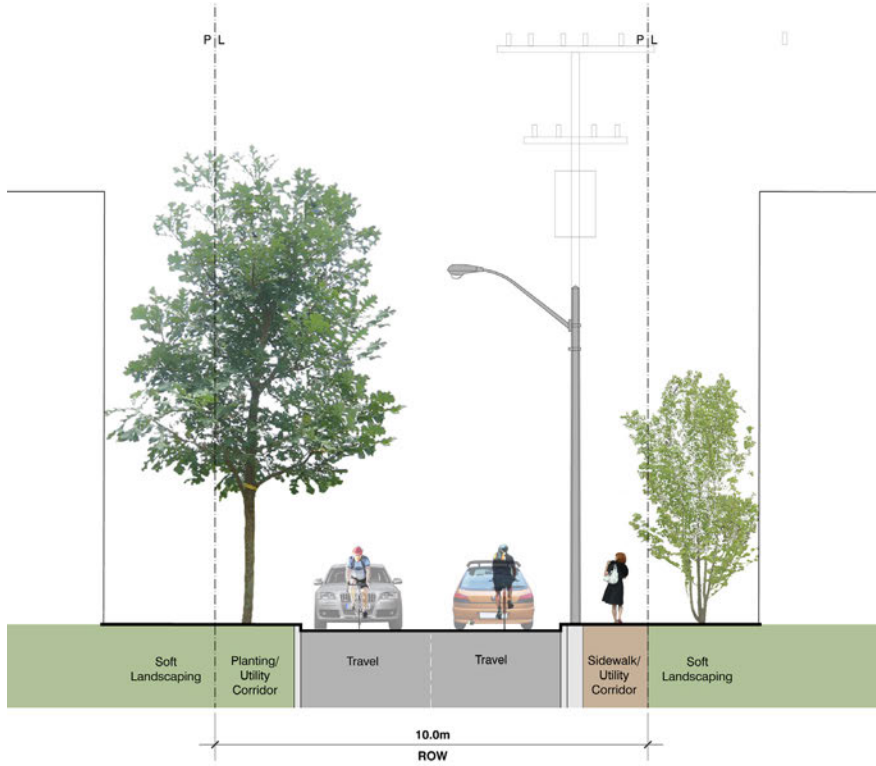 P L
P L
Soft
Landscaping
Planting/
Utility
Corridor
Travel
Travel
Sidewalk/
Utility
Corridor
Soft
Landscaping
10.0m
ROW